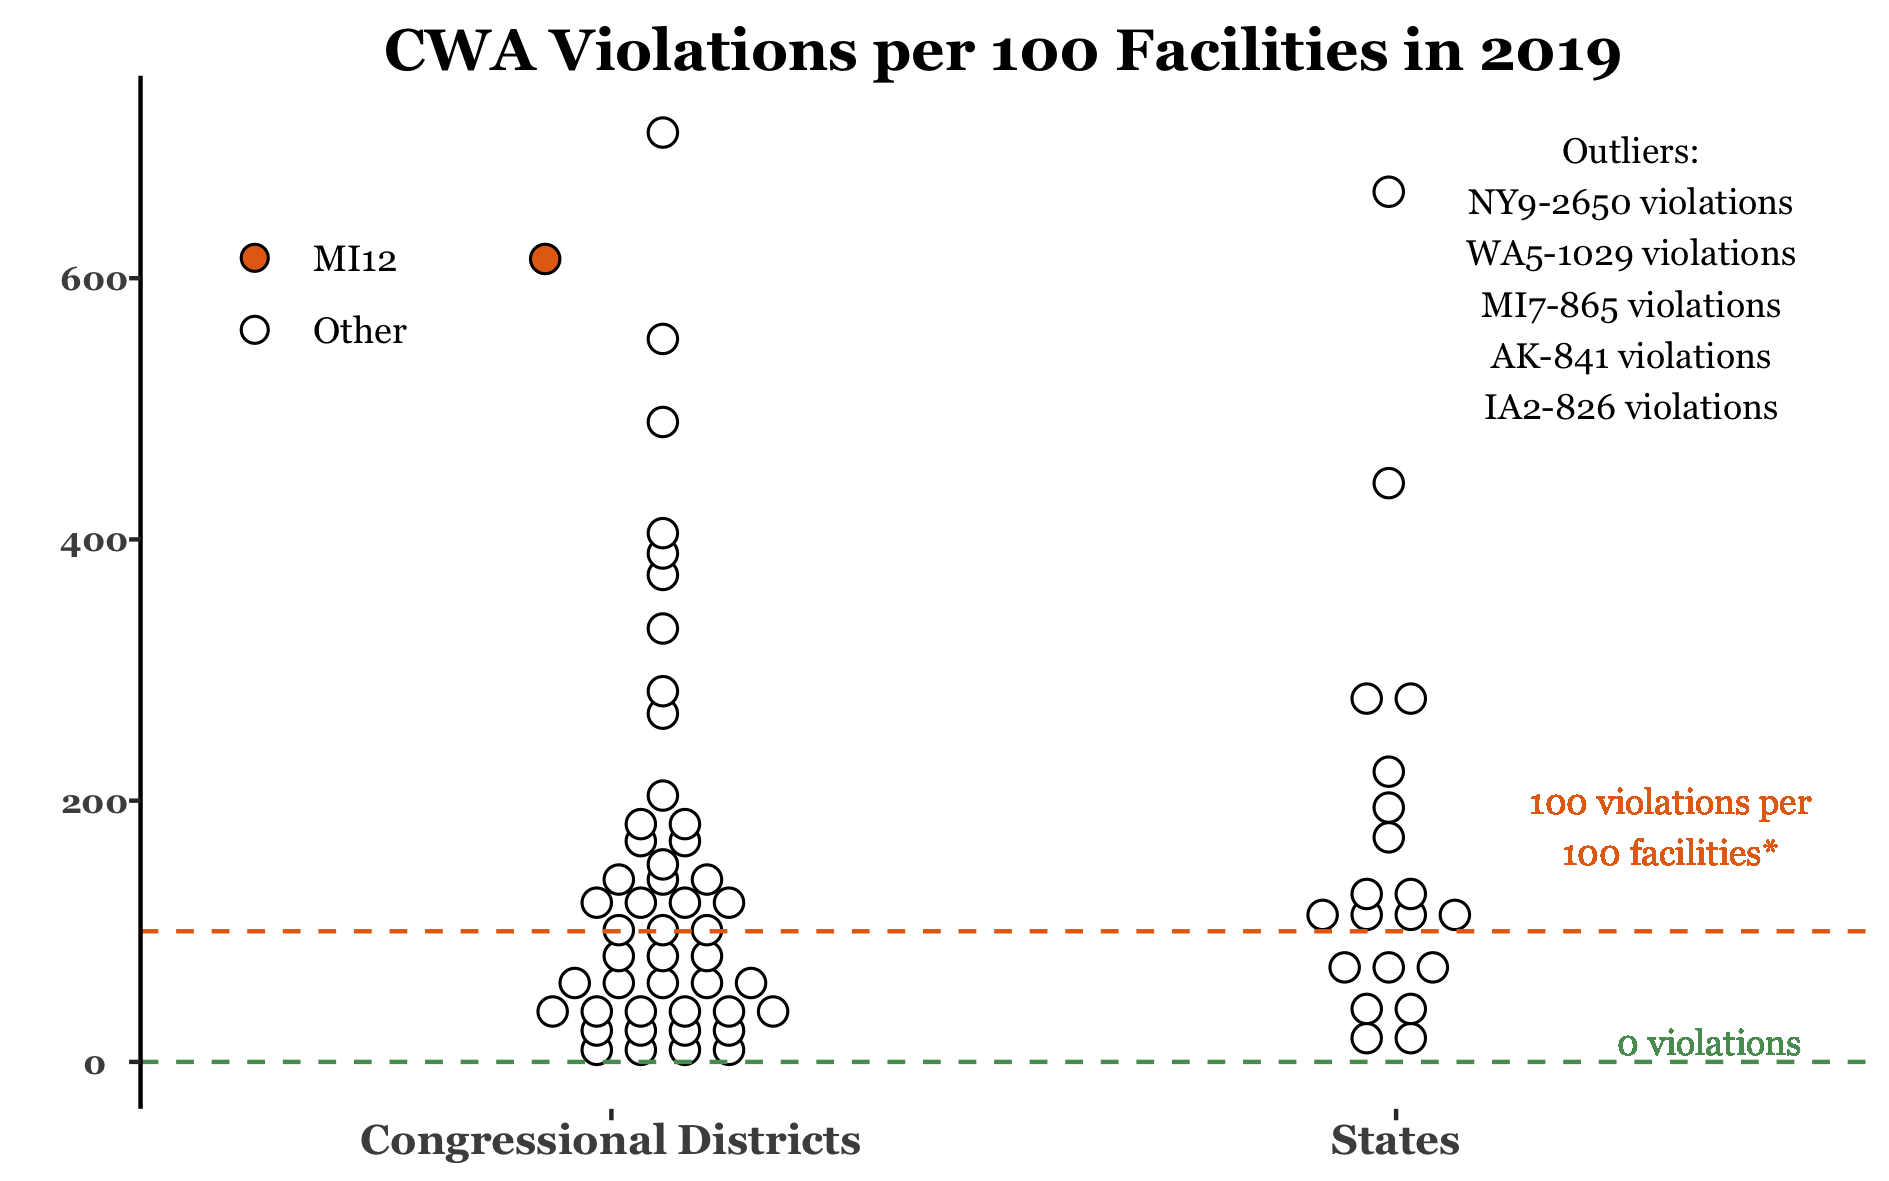 CWA Violations per 100 Facilities in 2019
Outliers:
NY9-2650 violations
WA5-1029 violations
MI7-865 violations
AK-841 violations
IA2-826 violations
MI12
Other
600
400
200
0
100 violations per
100 facilities*
0 violations
Congressional Districts
States